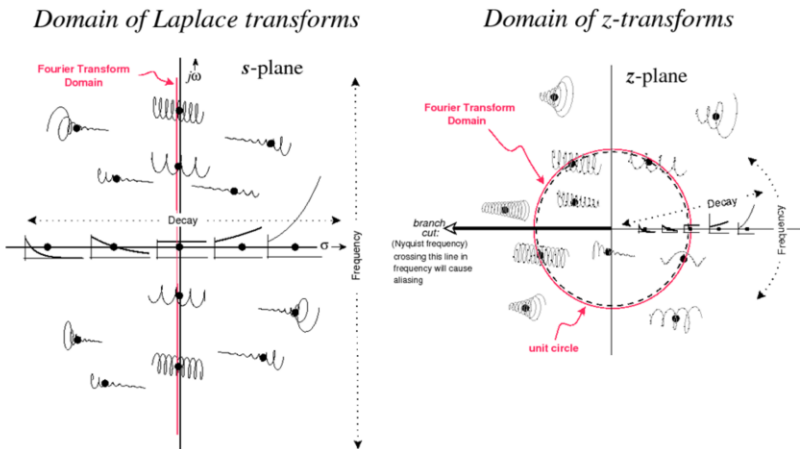 Domain of Laplace transforms
Fourier Transform
Domain
jω
s-plane
Decay
σ
Frequency
Domain of z-transforms
z-plane
Fourier Transform
Domain
Decay
branch
cut:
(Nyquist frequency)
crossing this line in
frequency will cause
aliasing
Frequency
unit circle